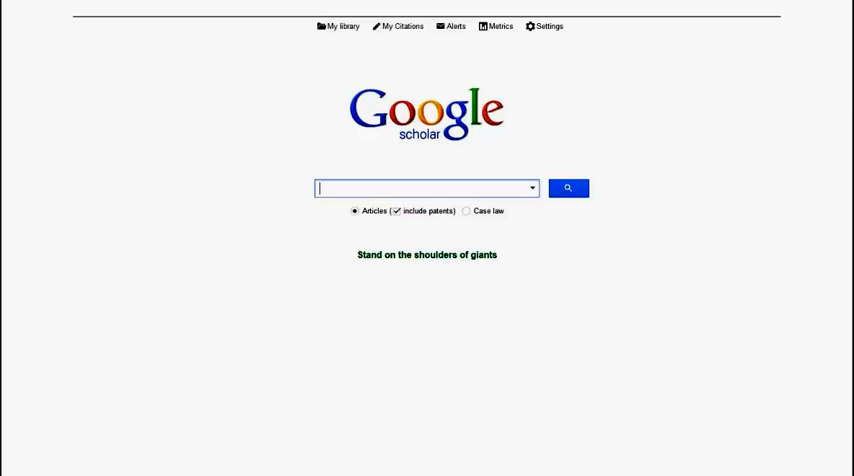 My library My Citations Alerts Metrics Settings
Google
scholar
Articles ( include patents) Case law
Stand on the shoulders of giants